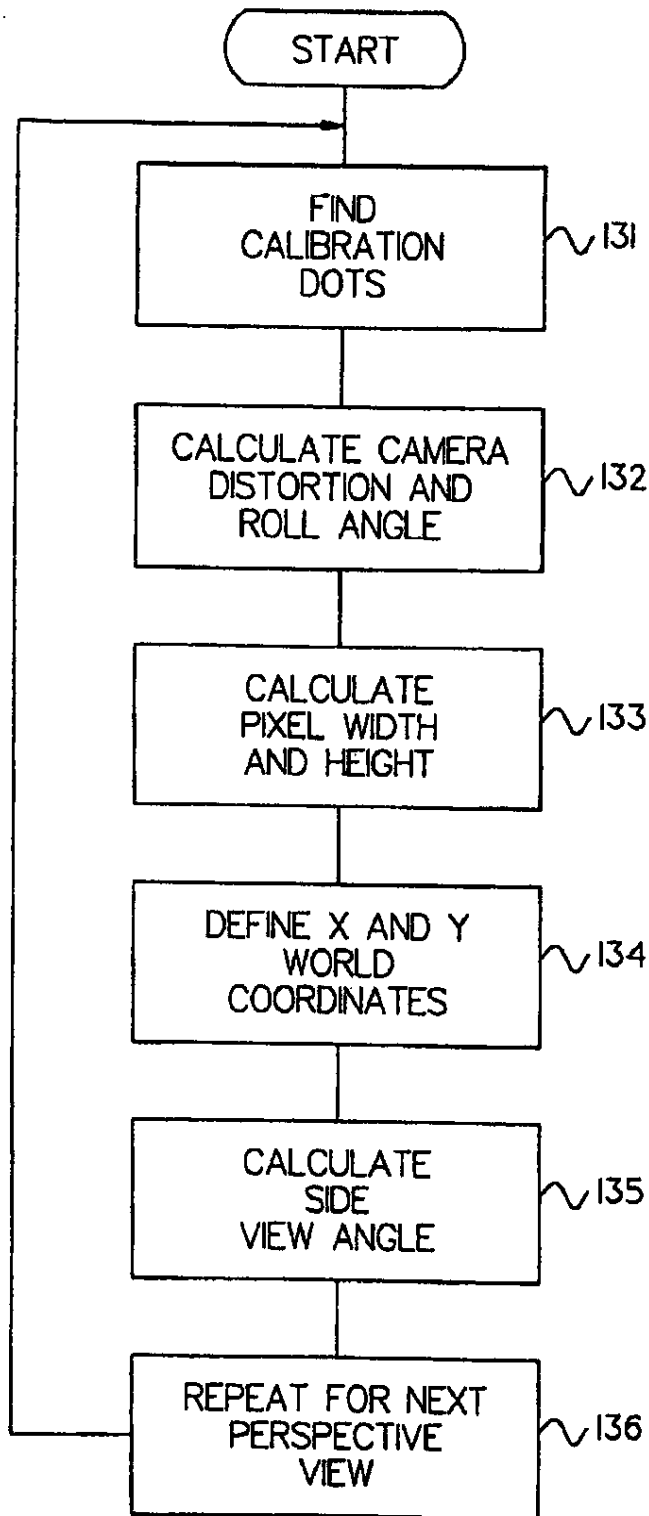 START
FIND
CALIBRATION
DOTS
131
CALCULATE CAMERA
DISTORTION AND
ROLL ANGLE
132
CALCULATE
PIXEL WIDTH
AND HEIGHT
133
DEFINE X AND Y
WORLD
COORDINATES
134
CALCULATE
SIDE
VIEW ANGLE
135
REPEAT FOR NEXT
PERSPECTIVE
VIEW
136